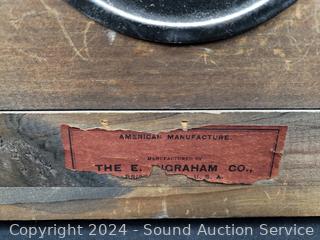 AMERICAN MANUFACTURE.
MANUFACTURED BY
THE E. INGRAHAM CO.,
U. S. A.
Copyright 2024 - Sound Auction Service